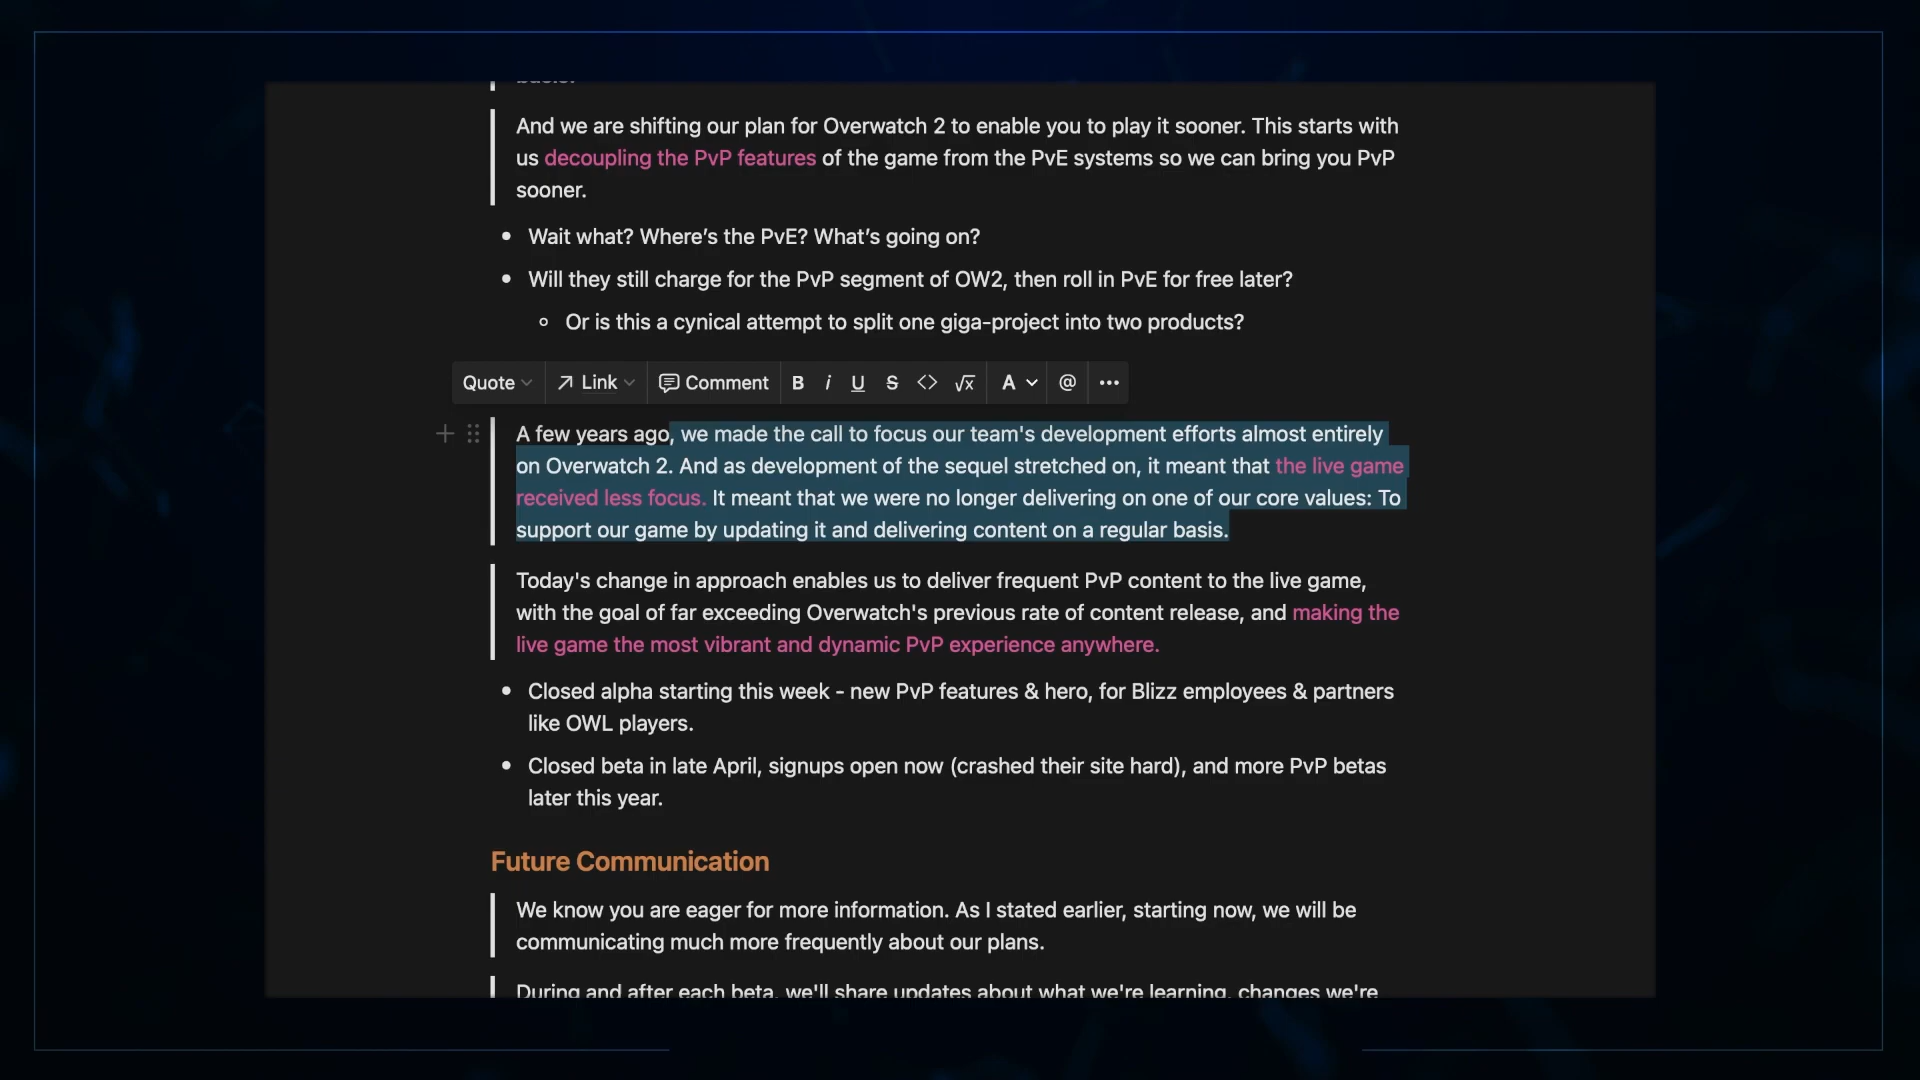 And we are shifting our plan for Overwatch 2 to enable you to play it sooner. This starts with
us decoupling the PvP features of the game from the PvE systems so we can bring you PvP
sooner.
• Wait what? Where’s the PvE? What’s going on?
• Will they still charge for the PvP segment of OW2, then roll in PvE for free later?
◦ Or is this a cynical attempt to split one giga-project into two products?
Quote Link Comment B i U S <> √x A @ •••
A few years ago, we made the call to focus our team's development efforts almost entirely
on Overwatch 2. And as development of the sequel stretched on, it meant that the live game
received less focus. It meant that we were no longer delivering on one of our core values: To
support our game by updating it and delivering content on a regular basis.
Today's change in approach enables us to deliver frequent PvP content to the live game,
with the goal of far exceeding Overwatch's previous rate of content release, and making the
live game the most vibrant and dynamic PvP experience anywhere.
• Closed alpha starting this week - new PvP features & hero, for Blizz employees & partners
like OWL players.
• Closed beta in late April, signups open now (crashed their site hard), and more PvP betas
later this year.
Future Communication
We know you are eager for more information. As I stated earlier, starting now, we will be
communicating much more frequently about our plans.
During and after each beta, we'll share updates about what we're learning, changes we're